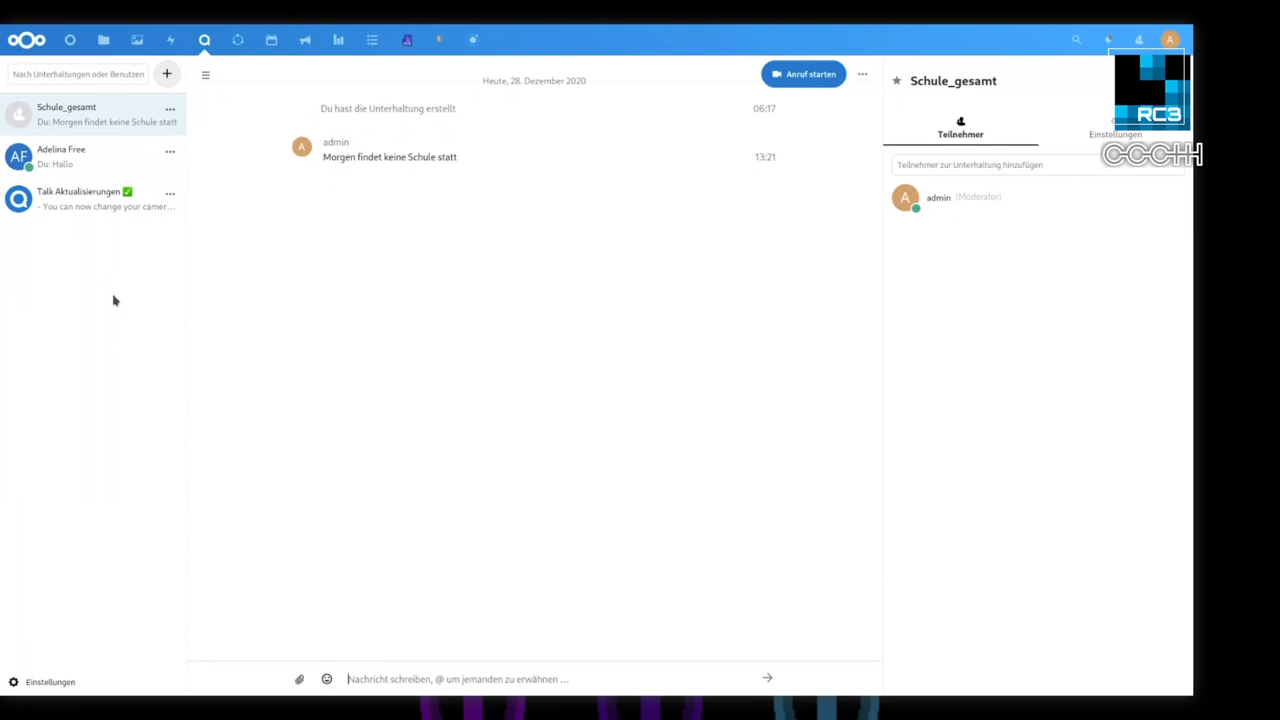 A
Nach Unterhaltungen oder Benutzen
+
Heute, 28. Dezember 2020
Anruf starten
Schule_gesamt
RC3
CCCHH
Schule_gesamt
Du: Morgen findet keine Schule statt
Du hast die Unterhaltung erstellt
06:17
Teilnehmer
Einstellungen
A
admin
Morgen findet keine Schule statt
13:21
AF
Adelina Free
Du: Hallo
Teilnehmer zur Unterhaltung hinzufügen
Talk Aktualisierungen ✅
- You can now change your camer...
A
admin (Moderator)
Einstellungen
Nachricht schreiben, @ um jemanden zu erwähnen ...